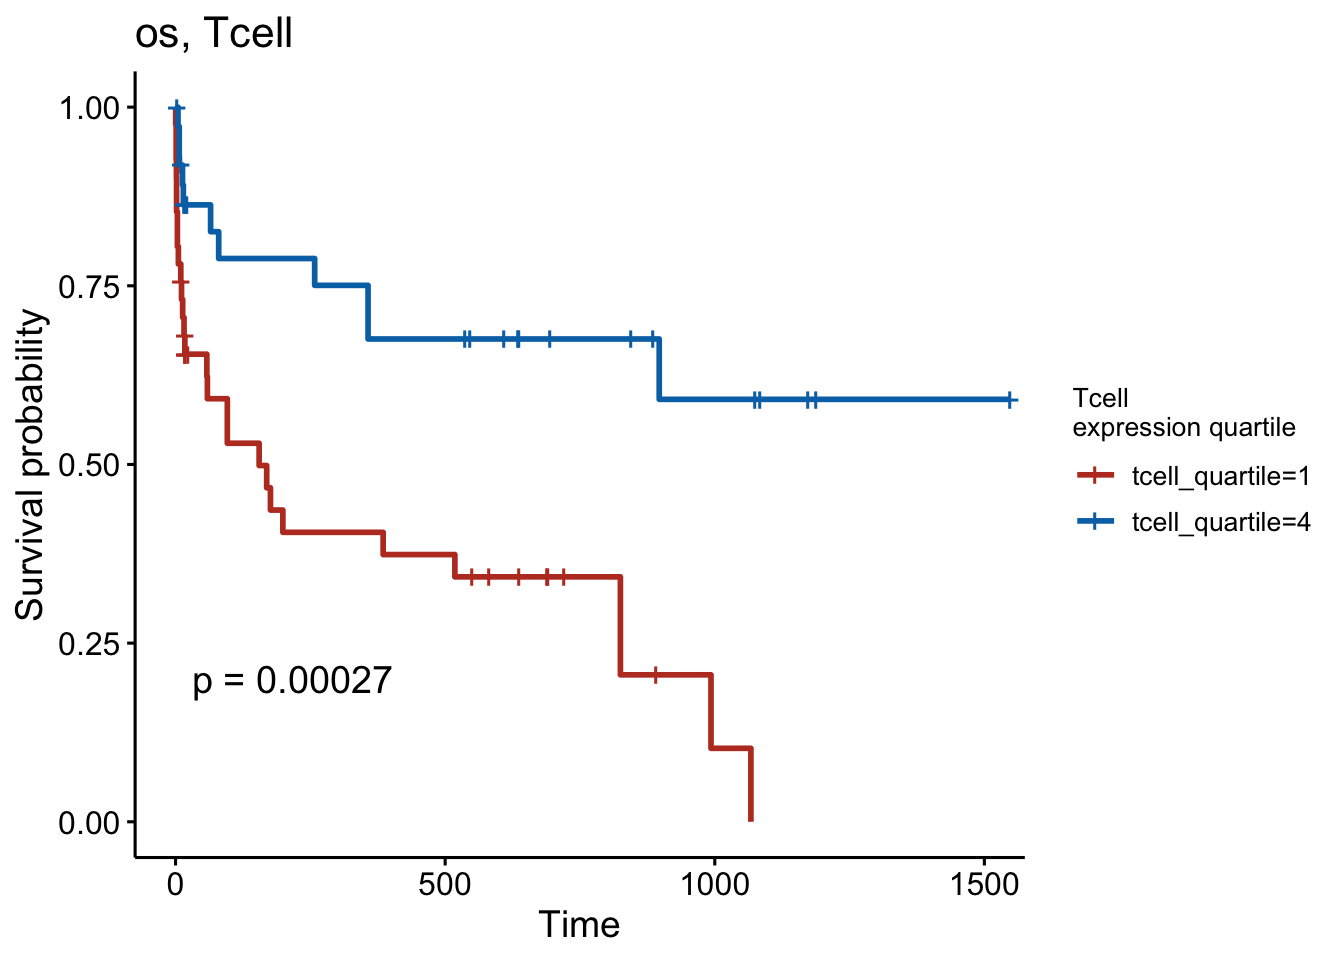 os, Tcell
Survival probability
1.00
0.75
0.50
0.25
0.00
p = 0.00027
0
500
1000
1500
Time
Tcell
expression quartile
tcell_quartile=1
tcell_quartile=4